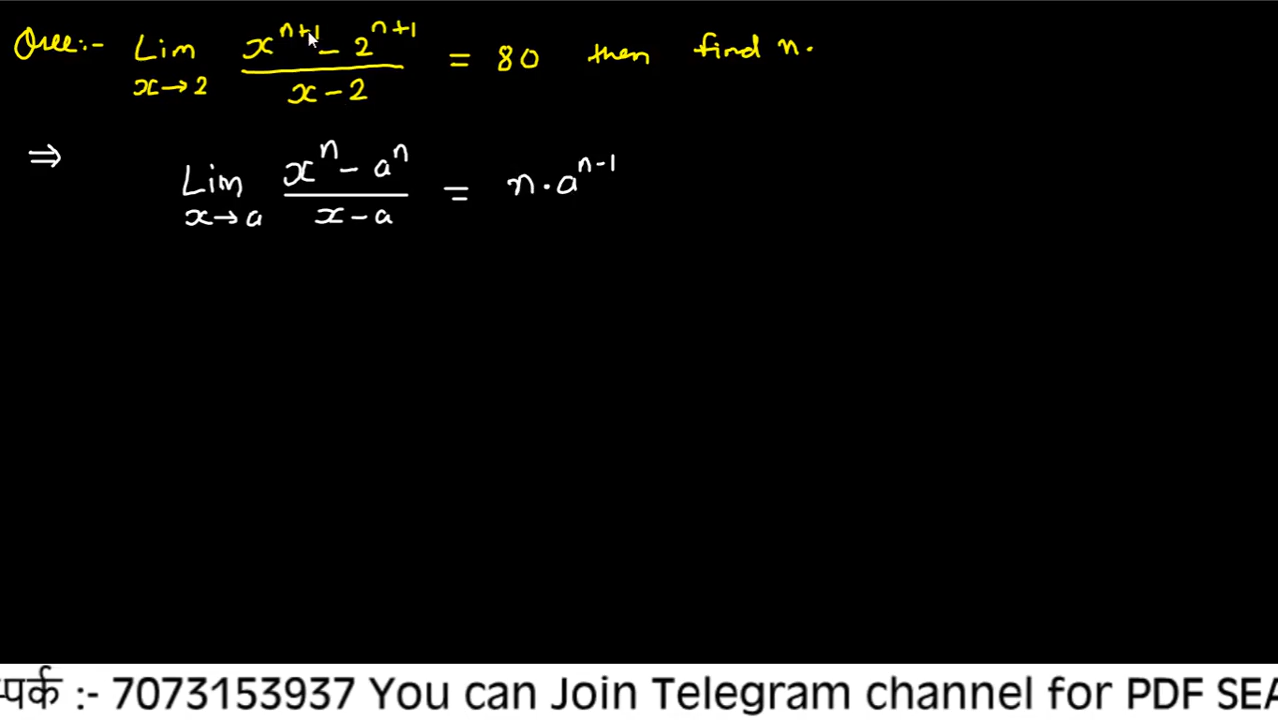 Que:- Lim x→2 (x^{n+1} - 2^{n+1})/(x-2) = 80 then find n.
⇒ Lim x→a (x^n - a^n)/(x-a) = n·a^{n-1}
म्पर्क :- 7073153937 You can Join Telegram channel for PDF SEA